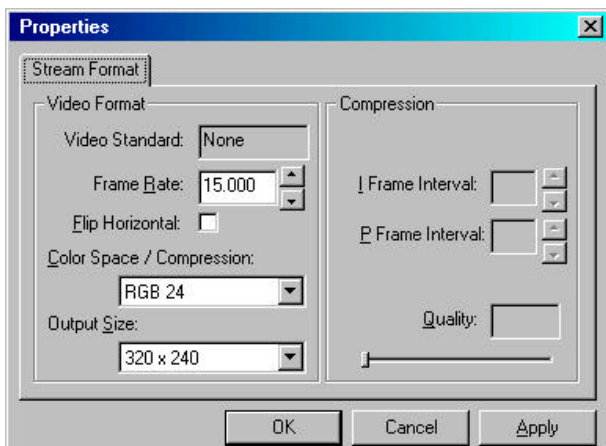 Properties
Stream Format
Video Format
Video Standard: None
Frame Rate: 15.000
Flip Horizontal:
Color Space / Compression:
RGB 24
Output Size:
320 x 240
Compression
I Frame Interval:
P Frame Interval:
Quality:
OK Cancel Apply